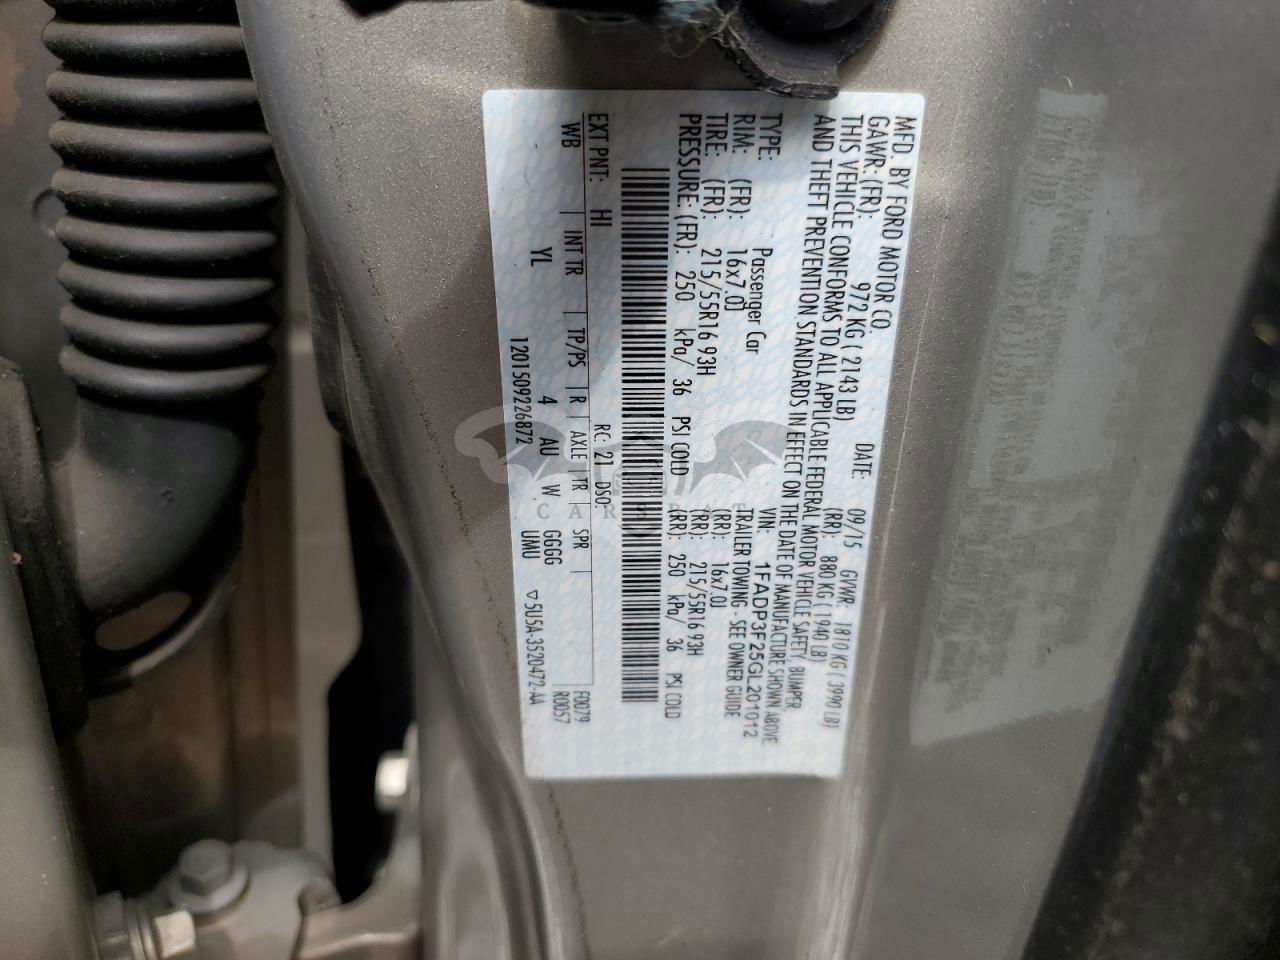 MFD. BY FORD MOTOR CO.
DATE: 09/15 GVWR: 1810 KG ( 3990 LB)
GAWR: (FR): 972 KG ( 2143 LB) (RR): 880 KG ( 1940 LB)
THIS VEHICLE CONFORMS TO ALL APPLICABLE FEDERAL MOTOR VEHICLE SAFETY, BUMPER,
AND THEFT PREVENTION STANDARDS IN EFFECT ON THE DATE OF MANUFACTURE SHOWN ABOVE.
VIN: 1FADP3F25GL201012
TYPE: Passenger Car TRAILER TOWING - SEE OWNER GUIDE
RIM: (FR): 16x7.0J (RR): 16x7.0J
TIRE: (FR): 215/55R16 93H (RR): 215/55R16 93H
PRESSURE: (FR): 250 kPa/ 36 PSI COLD (RR): 250 kPa/ 36 PSI COLD
EXT PNT: HI RC: 21 DSO: F0079
WB INT TR TP/PS R AXLE TR SPR R0057
YL 4 AU W GGGG
1201509226872 UMU ▽5U5A-3520472-AA